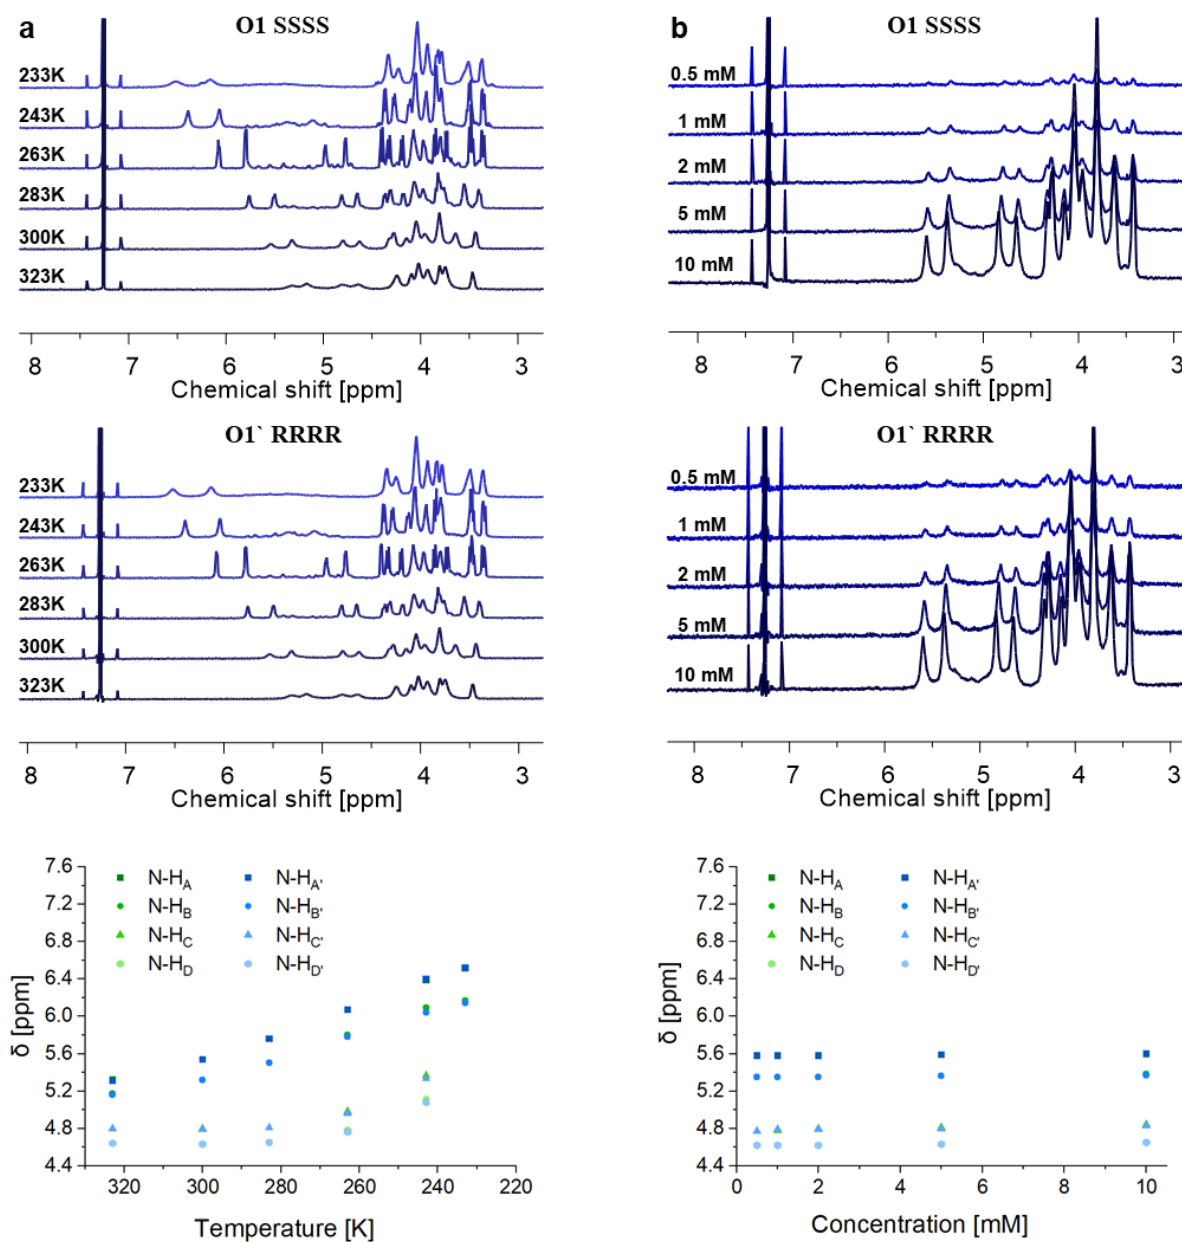 a
O1 SSSS
233K
243K
263K
283K
300K
323K
8 7 6 5 4 3
Chemical shift [ppm]
O1` RRRR
233K
243K
263K
283K
300K
323K
8 7 6 5 4 3
Chemical shift [ppm]
7.6
7.2
6.8
6.4
6.0
5.6
5.2
4.8
4.4
δ [ppm]
N-HA N-HA'
N-HB N-HB'
N-HC N-HC'
N-HD N-HD'
320 300 280 260 240 220
Temperature [K]
b
O1 SSSS
0.5 mM
1 mM
2 mM
5 mM
10 mM
8 7 6 5 4 3
Chemical shift [ppm]
O1` RRRR
0.5 mM
1 mM
2 mM
5 mM
10 mM
8 7 6 5 4 3
Chemical shift [ppm]
7.6
7.2
6.8
6.4
6.0
5.6
5.2
4.8
4.4
δ [ppm]
N-HA N-HA'
N-HB N-HB'
N-HC N-HC'
N-HD N-HD'
0 2 4 6 8 10
Concentration [mM]